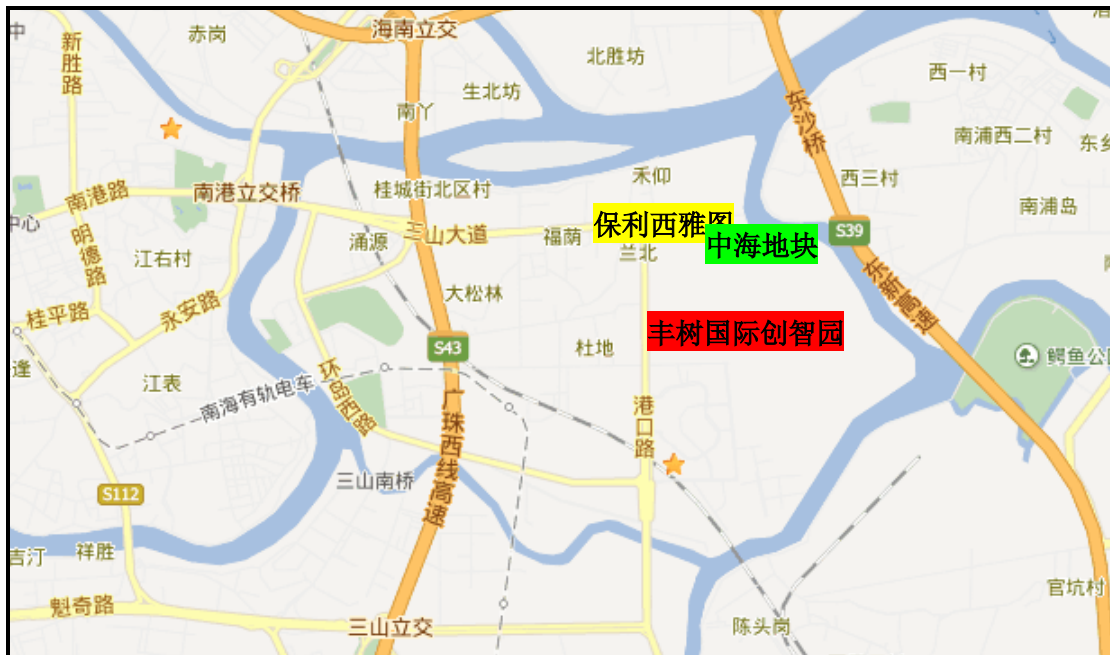 中
赤岗
海南立交
新胜路
北胜坊
西一村
生北坊
南丫
东沙桥
南浦西二村
东乡
南港路
南港立交桥
桂城街北区村
禾仰
西三村
南浦岛
中心
明德路
江右村
涌源
三山大道
福荫
保利西雅图
兰北
中海地块
S39
东新高速
永安路
大松林
桂平路
S43
杜地
丰树国际创智园
逢
江表
环岛西路
鳄鱼公
南海有轨电车
广珠西线高速
港口路
三山南桥
S112
吉汀
祥胜
魁奇路
三山立交
陈头岗
官坑村